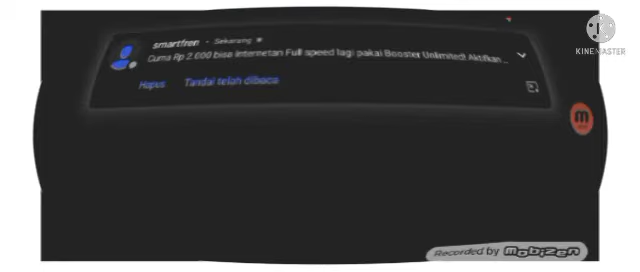 smartfren • Sekarang
Cuma Rp 2.000 bisa Internetan Full speed lagi pakai Booster Unlimited! Aktifkan...
Hapus Tandai telah dibaca
KINEMASTER
m
Recorded by mobizen